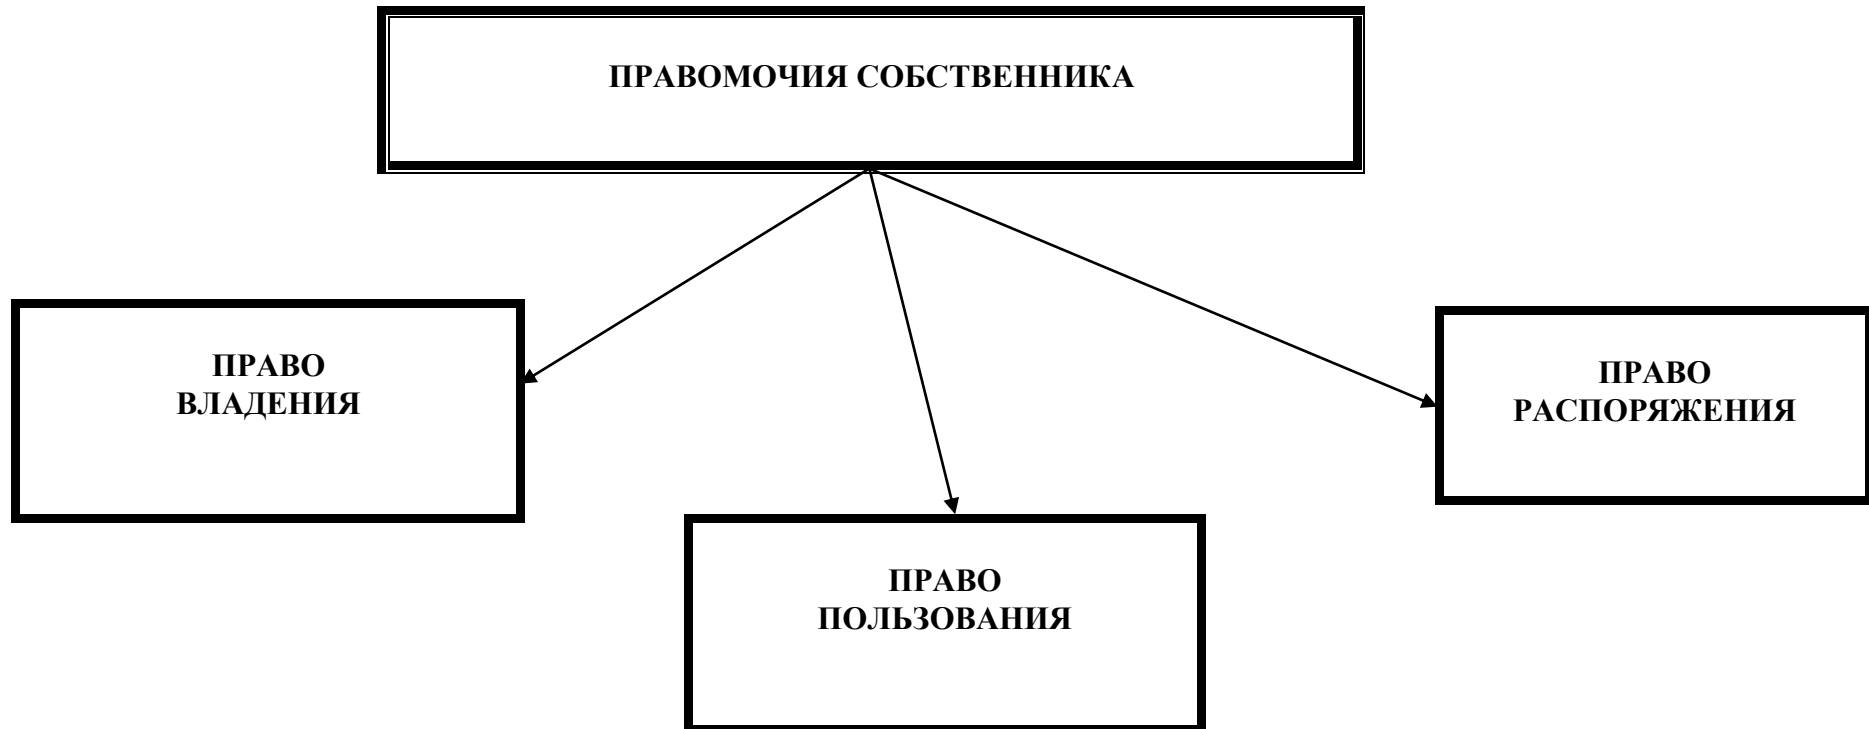 ПРАВОМОЧИЯ СОБСТВЕННИКА
ПРАВО
ВЛАДЕНИЯ
ПРАВО
РАСПОРЯЖЕНИЯ
ПРАВО
ПОЛЬЗОВАНИЯ